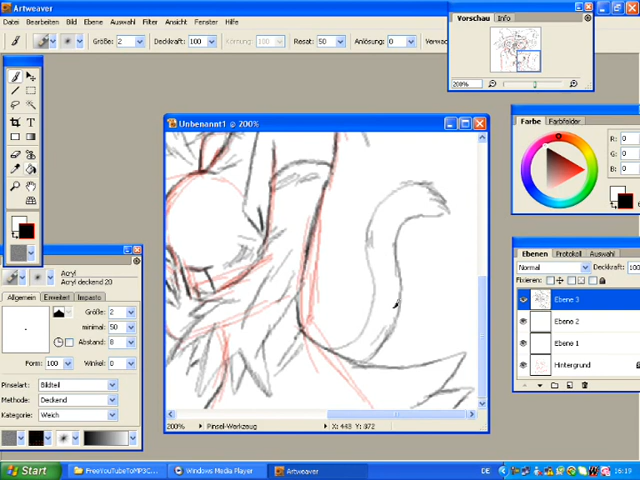 Artweaver
Datei Bearbeiten Bild Ebene Auswahl Filter Ansicht Fenster Hilfe
Größe: 2 Deckkraft: 100 Körnung: Resat: 50 Anlösung: 0 Verwa
Vorschau Info
200%
Unbenannt1 @ 200%
Farbe Farbfelder
R: 0
G: 0
B: 0
Acryl
Acryl deckend 20
Allgemein Erweitert Impasto
Größe: 2
minimal: 50
Abstand: 8
Form: 100 Winkel: 0
Pinselart: Bildteil
Methode: Deckend
Kategorie: Weich
Ebenen Protokoll Auswahl
Normal Deckkraft: 100
Fixieren:
Ebene 3
Ebene 2
Ebene 1
Hintergrund
200% Pinsel-Werkzeug X: 443 Y: 372
Start FreeYouTubeToMP3C... Windows Media Player Artweaver DE 16:19